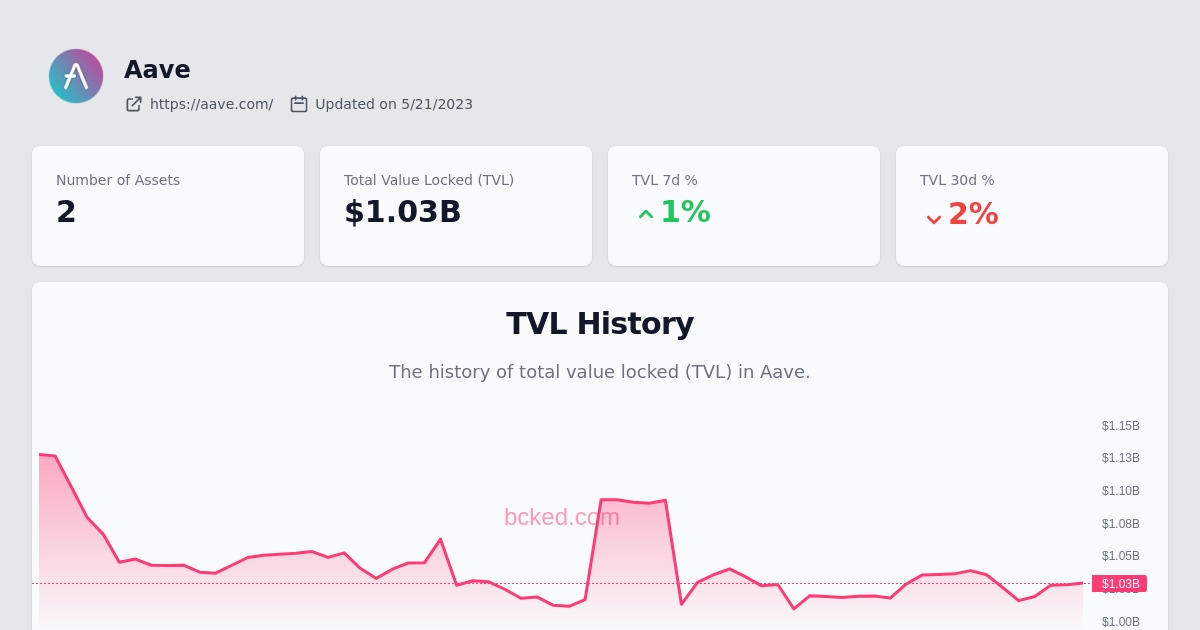 Aave
https://aave.com/ Updated on 5/21/2023
Number of Assets
2
Total Value Locked (TVL)
$1.03B
TVL 7d %
1%
TVL 30d %
2%
TVL History
The history of total value locked (TVL) in Aave.
$1.15B
$1.13B
$1.10B
bcked.com
$1.08B
$1.05B
$1.03B
$1.00B